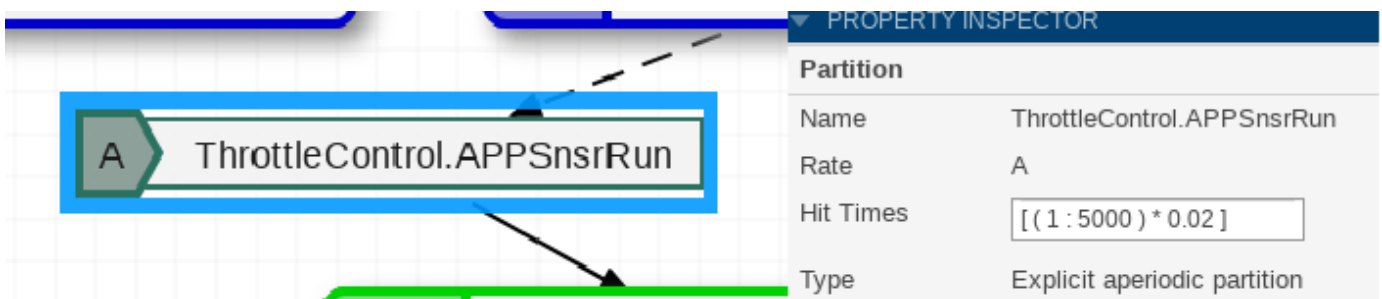 PROPERTY INSPECTOR
Partition
A ThrottleControl.APPSnsrRun
Name ThrottleControl.APPSnsrRun
Rate A
Hit Times [ ( 1 : 5000 ) * 0.02 ]
Type Explicit aperiodic partition